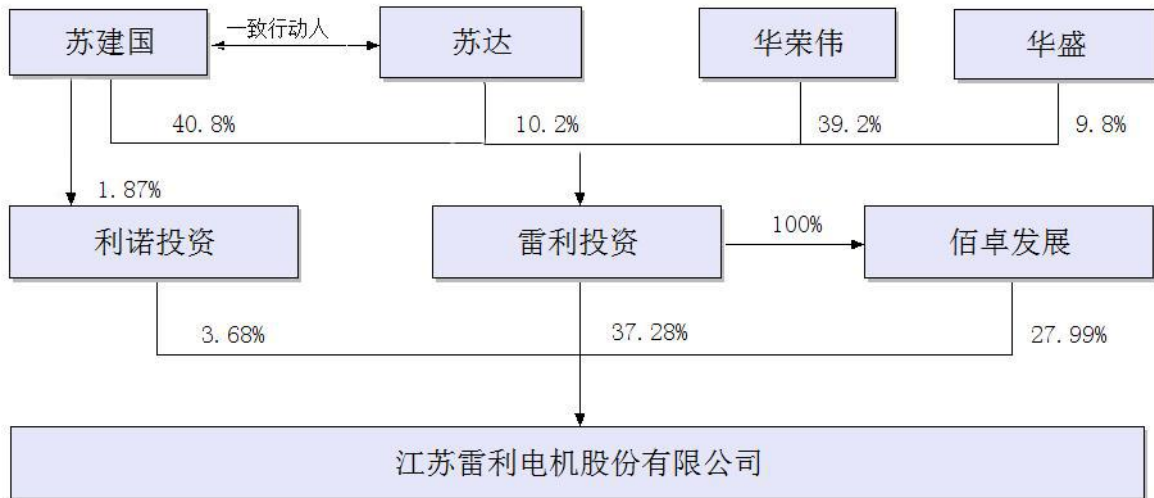 一致行动人
苏建国
苏达
华荣伟
华盛
40.8%
10.2%
39.2%
9.8%
1.87%
利诺投资
雷利投资
100%
佰卓发展
3.68%
37.28%
27.99%
江苏雷利电机股份有限公司